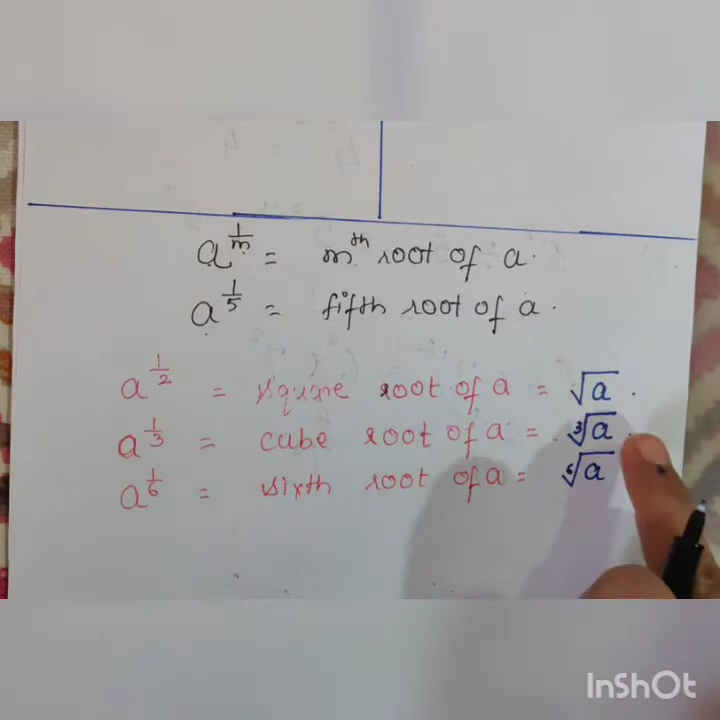 a^{1/m} = mᵗʰ root of a.
a^{1/5} = fifth root of a.
a^{1/2} = square root of a = √a.
a^{1/3} = cube root of a = ∛a.
a^{1/6} = sixth root of a = ⁶√a
InShOt